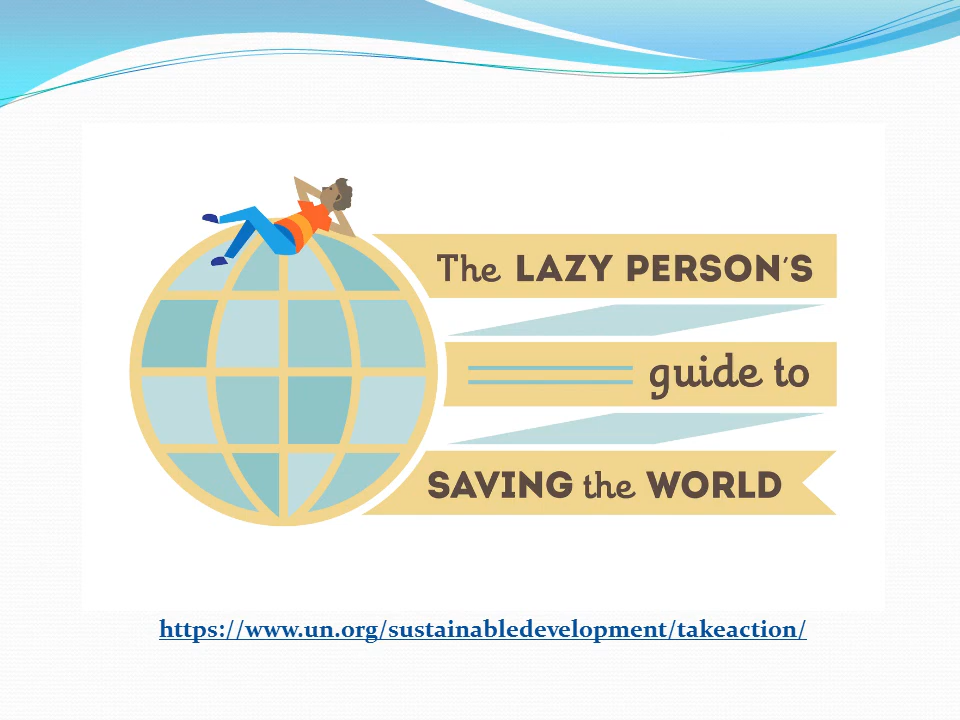 The LAZY PERSON'S
guide to
SAVING the WORLD
https://www.un.org/sustainabledevelopment/takeaction/